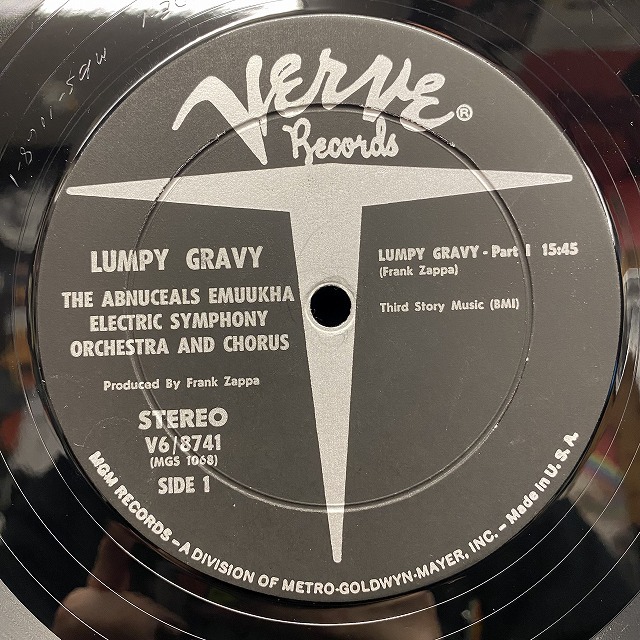 Verve®
Records
LUMPY GRAVY
THE ABNUCEALS EMUUKHA
ELECTRIC SYMPHONY
ORCHESTRA AND CHORUS
Produced By Frank Zappa
STEREO
V6/8741
(MGS 1068)
SIDE 1
LUMPY GRAVY - Part 1 15:45
(Frank Zappa)
Third Story Music (BMI)
MGM RECORDS – A DIVISION OF METRO-GOLDWYN-MAYER, INC. – Made in U.S.A.